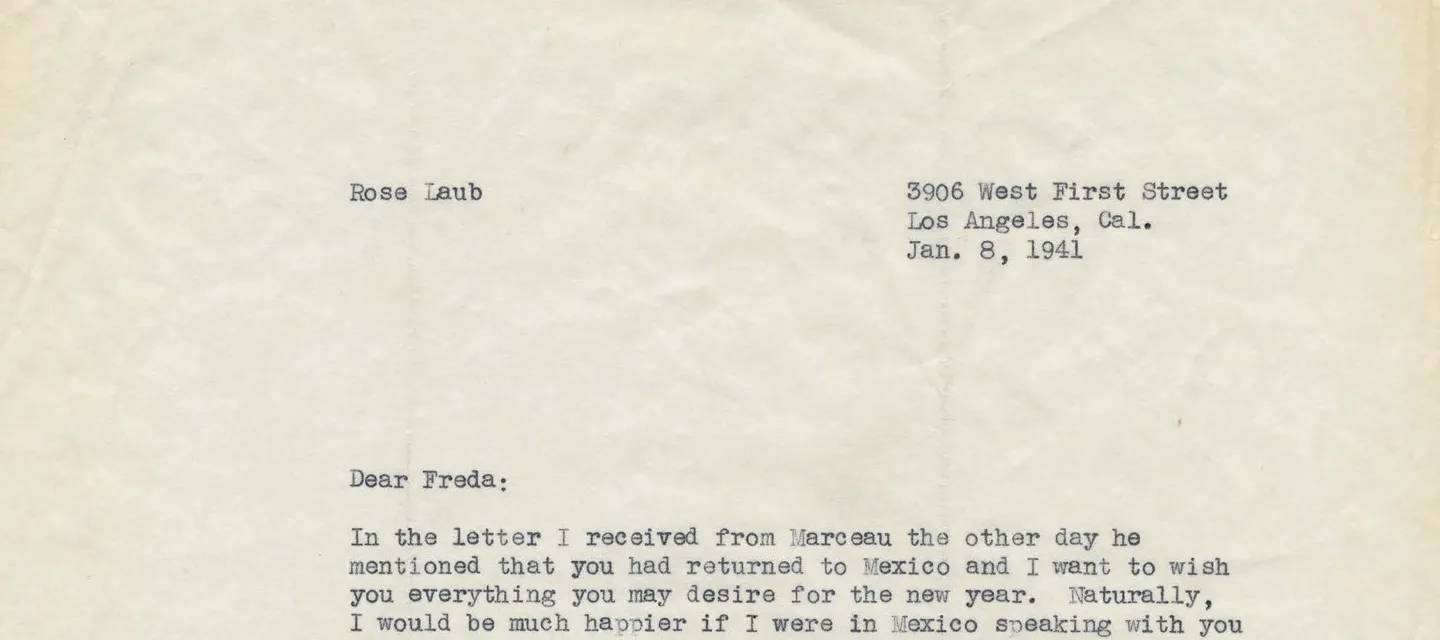 Rose Laub
3906 West First Street
Los Angeles, Cal.
Jan. 8, 1941
Dear Freda:
In the letter I received from Marceau the other day he
mentioned that you had returned to Mexico and I want to wish
you everything you may desire for the new year.  Naturally,
I would be much happier if I were in Mexico speaking with you